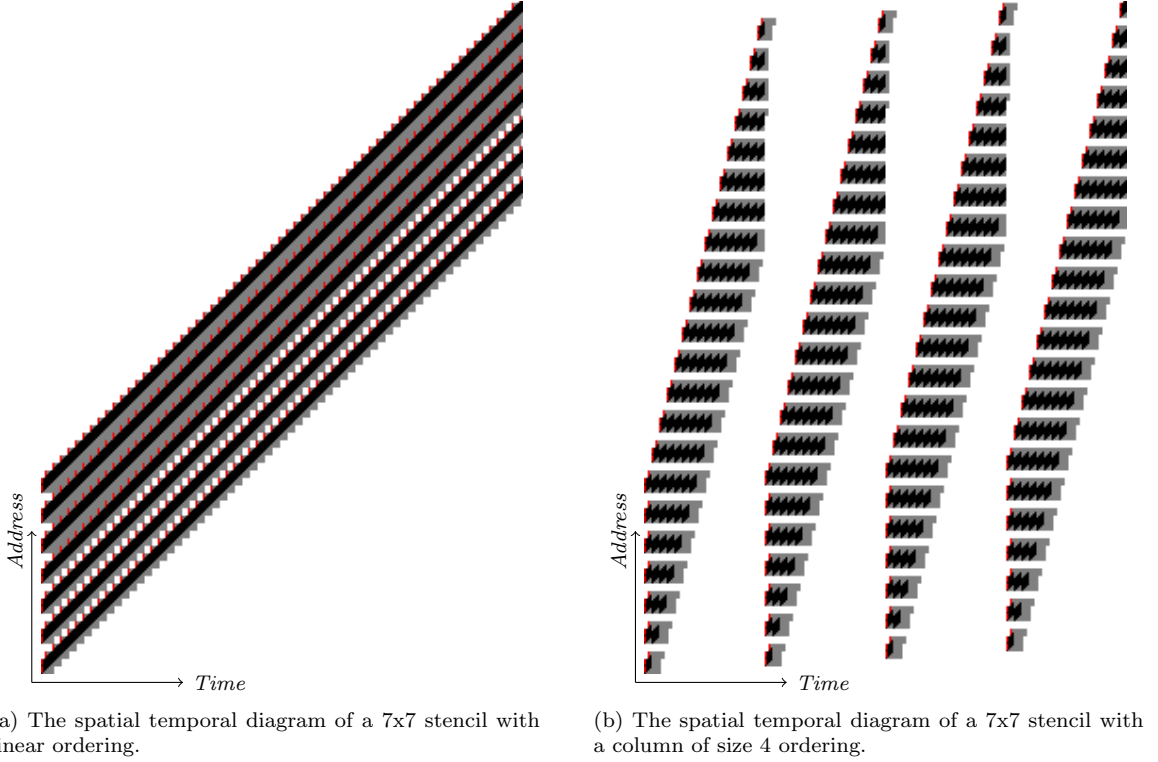 Address
Time
a) The spatial temporal diagram of a 7x7 stencil with
inear ordering.
Address
Time
(b) The spatial temporal diagram of a 7x7 stencil with
a column of size 4 ordering.